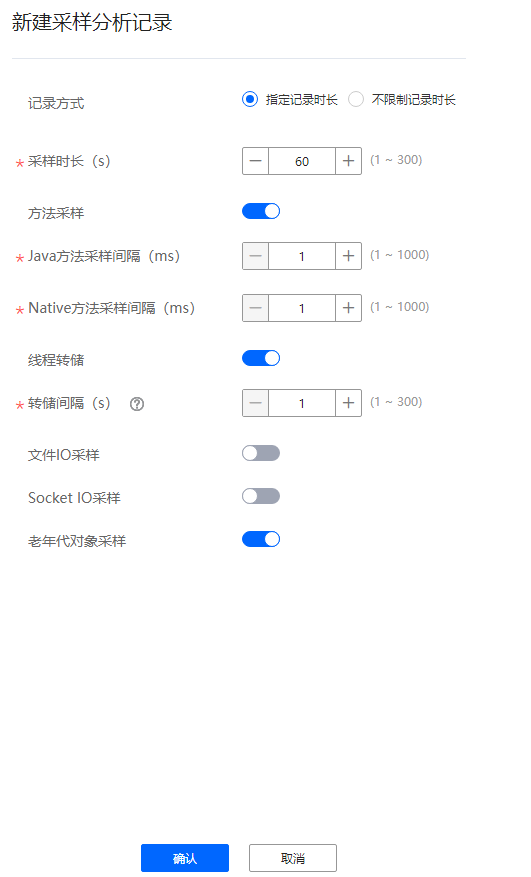 新建采样分析记录
记录方式 指定记录时长 不限制记录时长
* 采样时长（s） − 60 + (1 ~ 300)
方法采样
* Java方法采样间隔（ms） − 1 + (1 ~ 1000)
* Native方法采样间隔（ms） − 1 + (1 ~ 1000)
线程转储
* 转储间隔（s） ? − 1 + (1 ~ 300)
文件IO采样
Socket IO采样
老年代对象采样
确认 取消